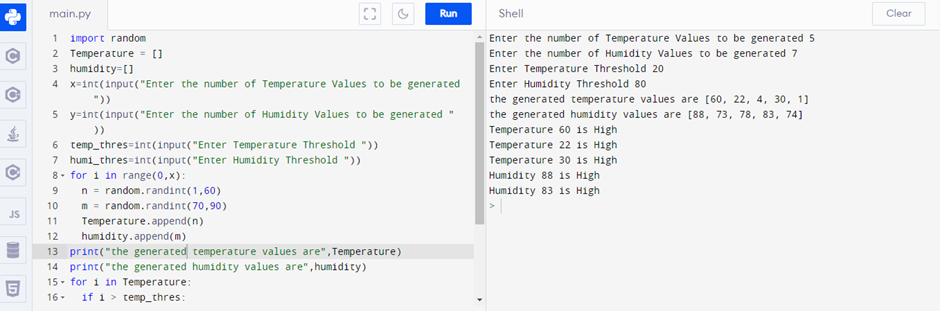 main.py
Run
Shell
Clear
JS
1 import random
2 Temperature = []
3 humidity=[]
4 x=int(input("Enter the number of Temperature Values to be generated
"))
5 y=int(input("Enter the number of Humidity Values to be generated "
))
6 temp_thres=int(input("Enter Temperature Threshold "))
7 humi_thres=int(input("Enter Humidity Threshold "))
8 for i in range(0,x):
9 n = random.randint(1,60)
10 m = random.randint(70,90)
11 Temperature.append(n)
12 humidity.append(m)
13 print("the generated temperature values are",Temperature)
14 print("the generated humidity values are",humidity)
15 for i in Temperature:
16 if i > temp_thres:
Enter the number of Temperature Values to be generated 5
Enter the number of Humidity Values to be generated 7
Enter Temperature Threshold 20
Enter Humidity Threshold 80
the generated temperature values are [60, 22, 4, 30, 1]
the generated humidity values are [88, 73, 78, 83, 74]
Temperature 60 is High
Temperature 22 is High
Temperature 30 is High
Humidity 88 is High
Humidity 83 is High
>